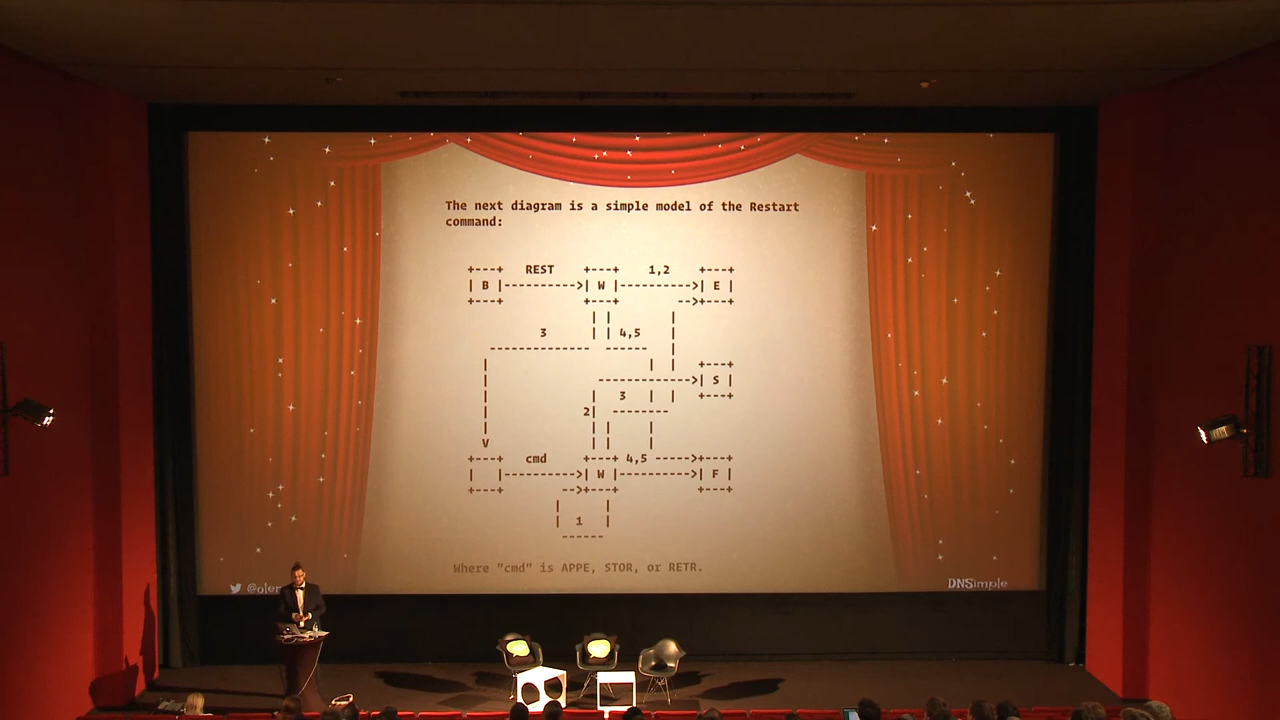 The next diagram is a simple model of the Restart
command:
REST 1,2
B W E
3 4,5
S
3
2
V
cmd 4,5
W F
1
Where "cmd" is APPE, STOR, or RETR.
DNSimple